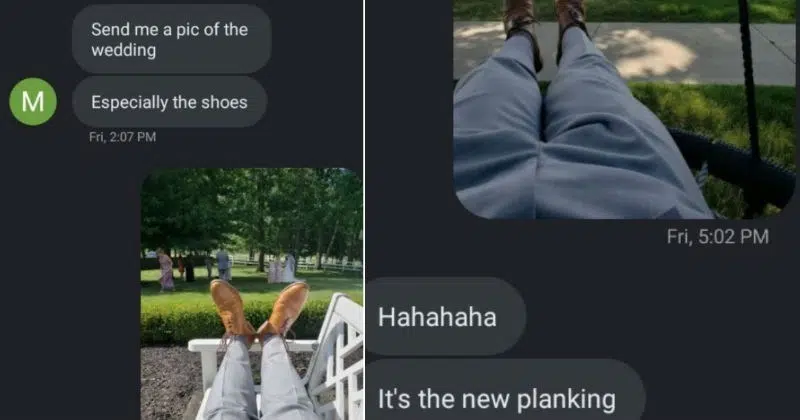 Send me a pic of the
wedding
M
Especially the shoes
Fri, 2:07 PM
Fri, 5:02 PM
Hahahaha
It's the new planking